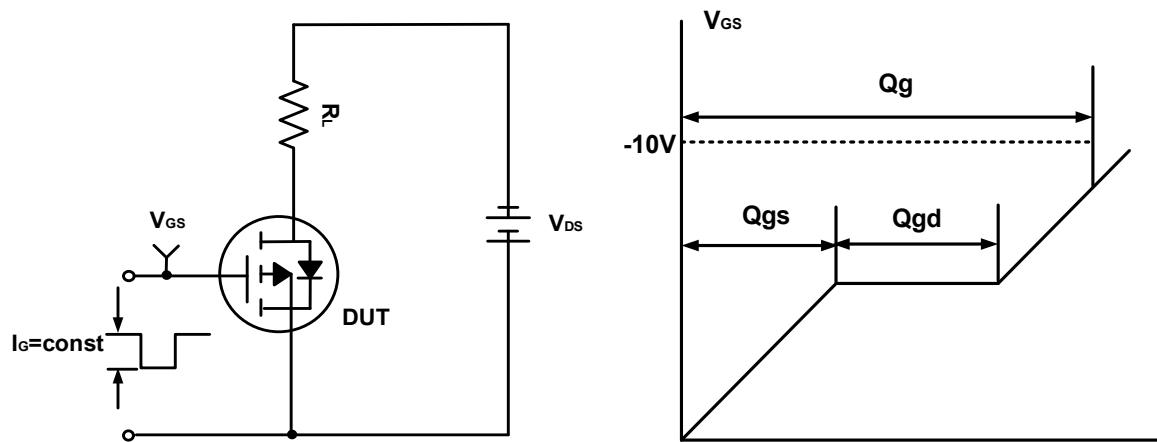 RL
VGS
VDS
DUT
IG=const
VGS
Qg
-10V
Qgs
Qgd